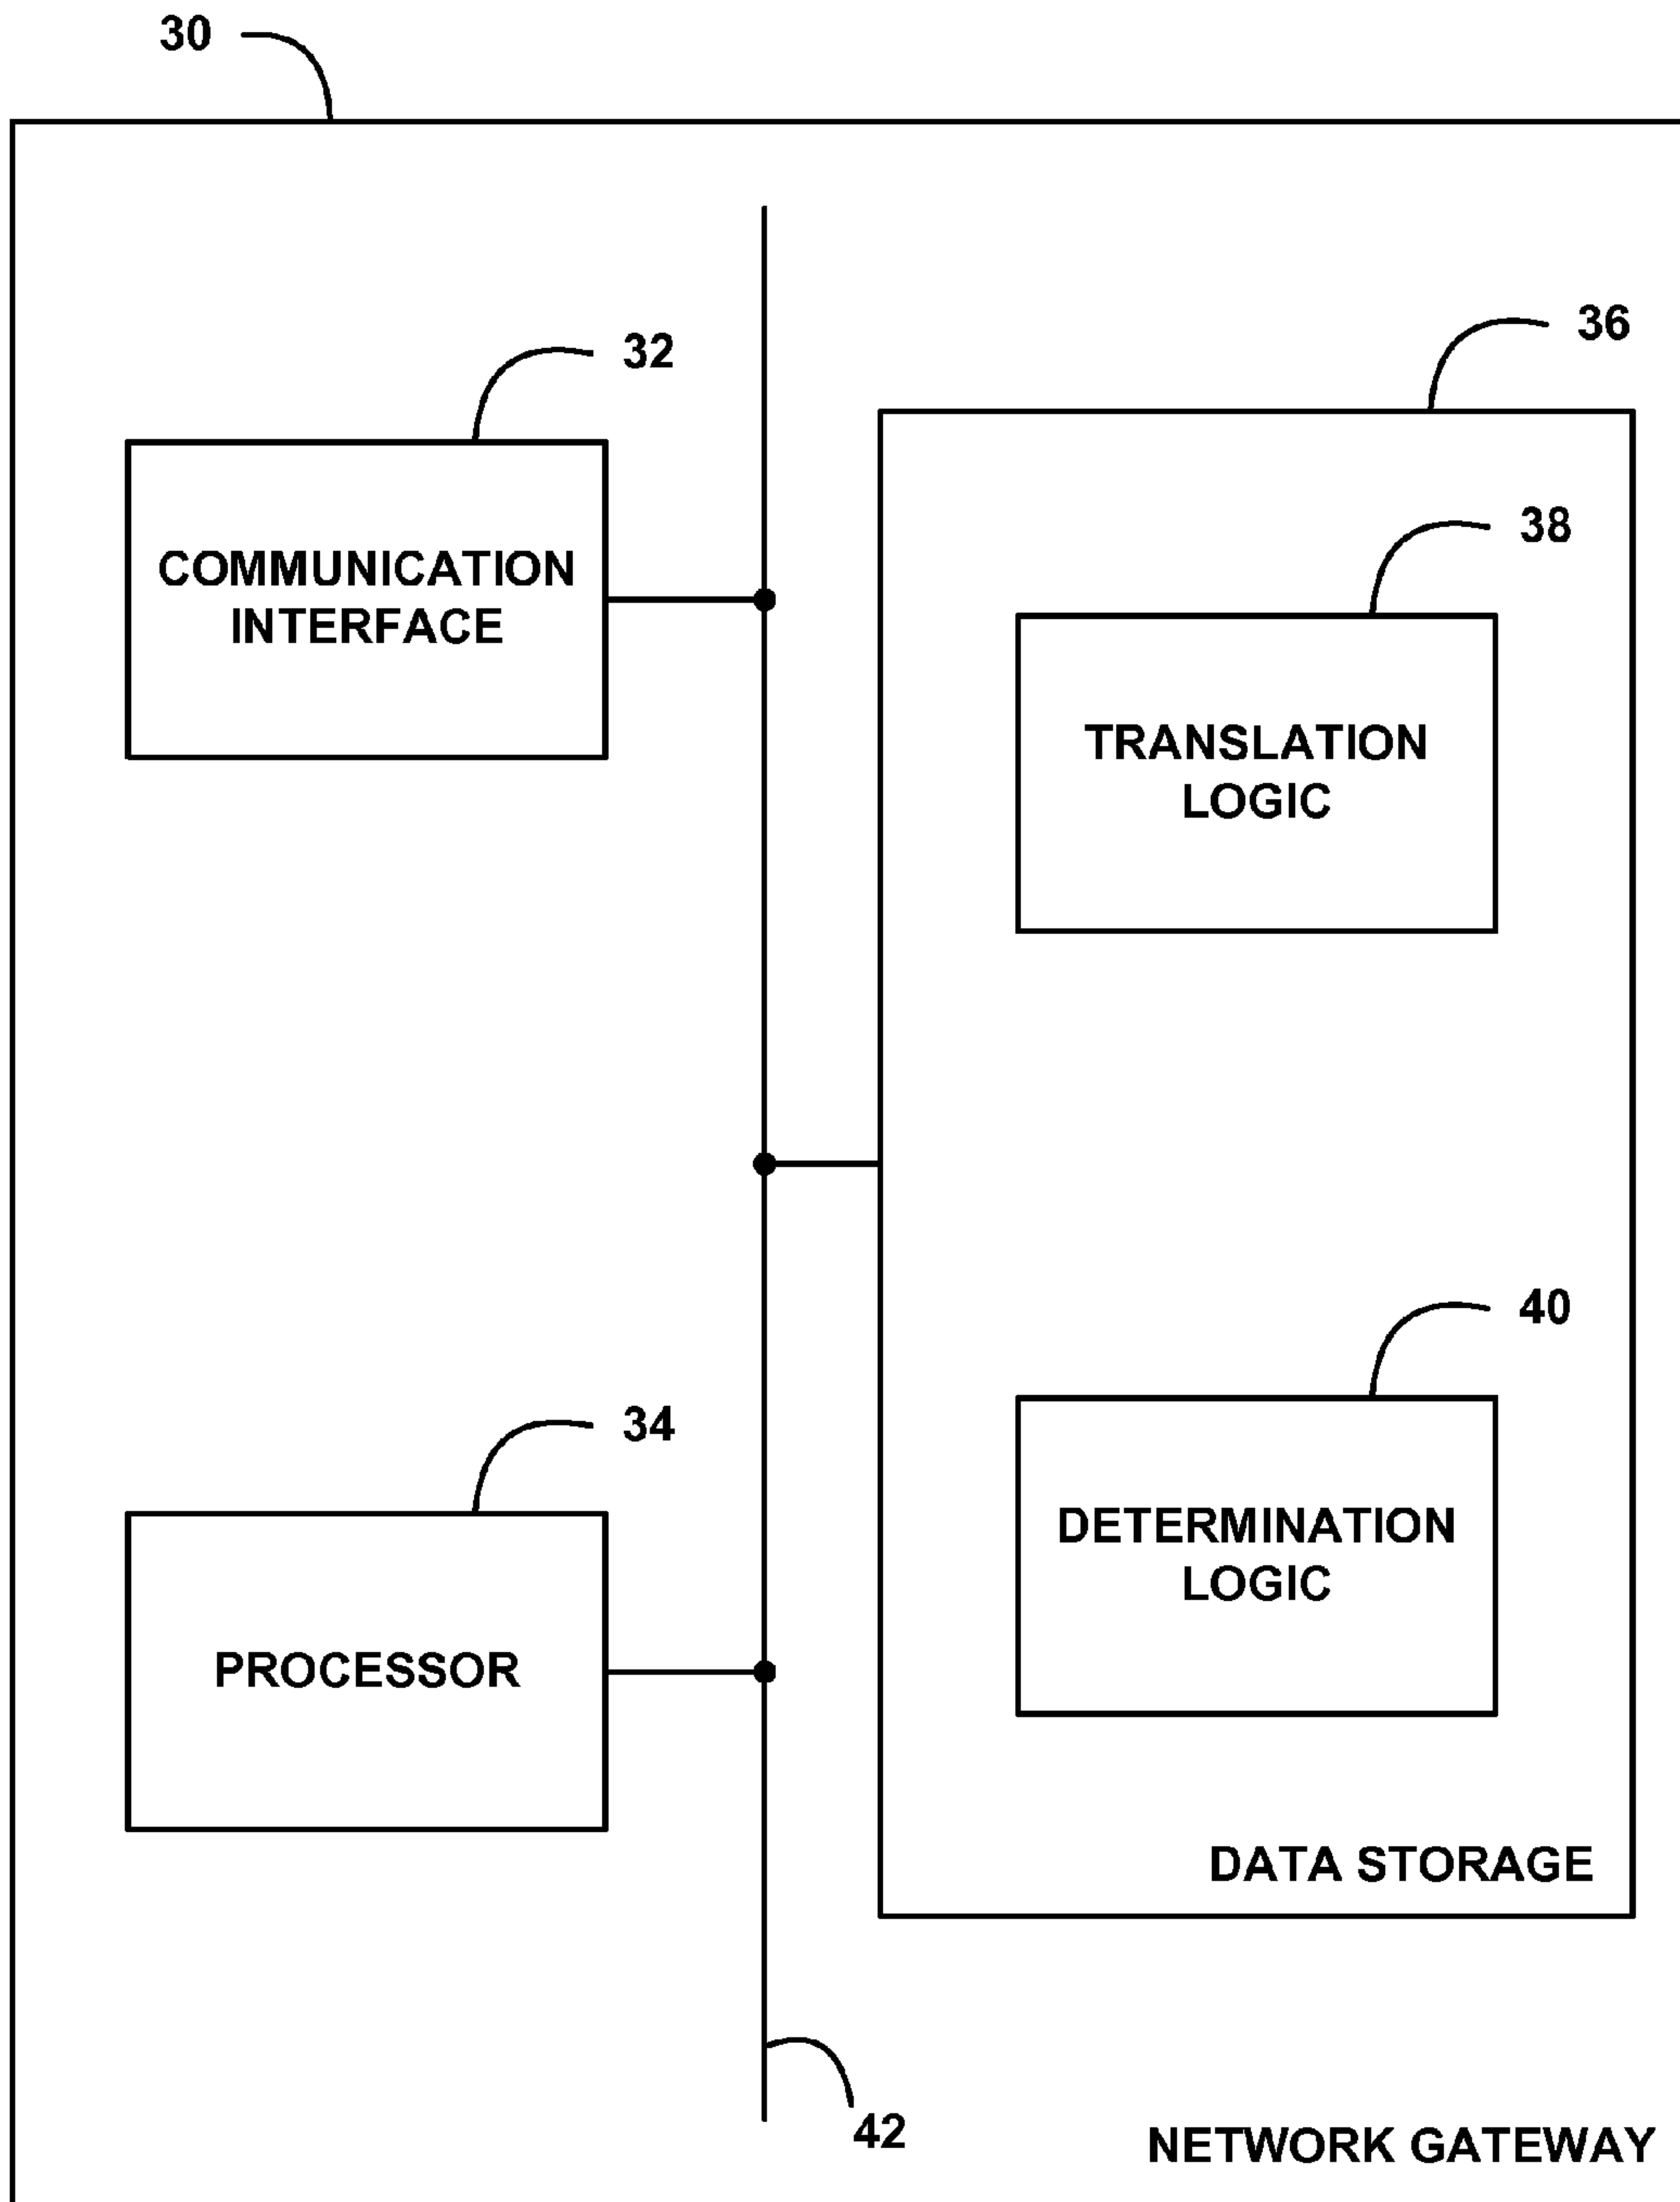 30
32
COMMUNICATION
INTERFACE
36
38
TRANSLATION
LOGIC
34
PROCESSOR
40
DETERMINATION
LOGIC
DATA STORAGE
42
NETWORK GATEWAY